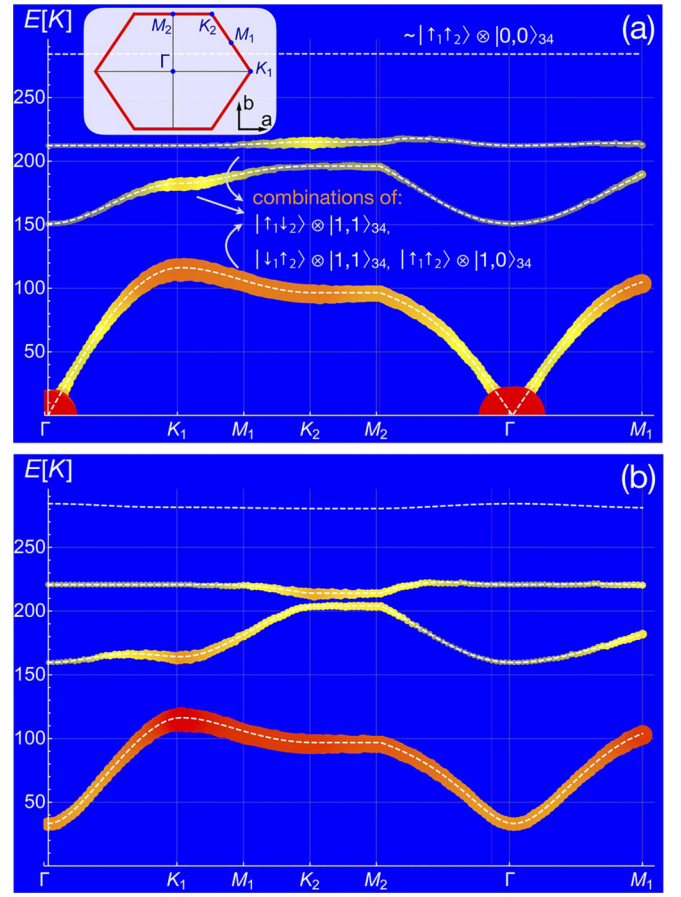 E[K]
(a)
M₂ K₂
M₁
Γ
K₁
b
a
~|↑₁↑₂⟩⊗|0,0⟩₃₄
250
200
combinations of:
|↑₁↓₂⟩⊗|1,1⟩₃₄,
150
|↓₁↑₂⟩⊗|1,1⟩₃₄, |↑₁↑₂⟩⊗|1,0⟩₃₄
100
50
Γ K₁ M₁ K₂ M₂ Γ M₁
E[K]
(b)
250
200
150
100
50
Γ K₁ M₁ K₂ M₂ Γ M₁